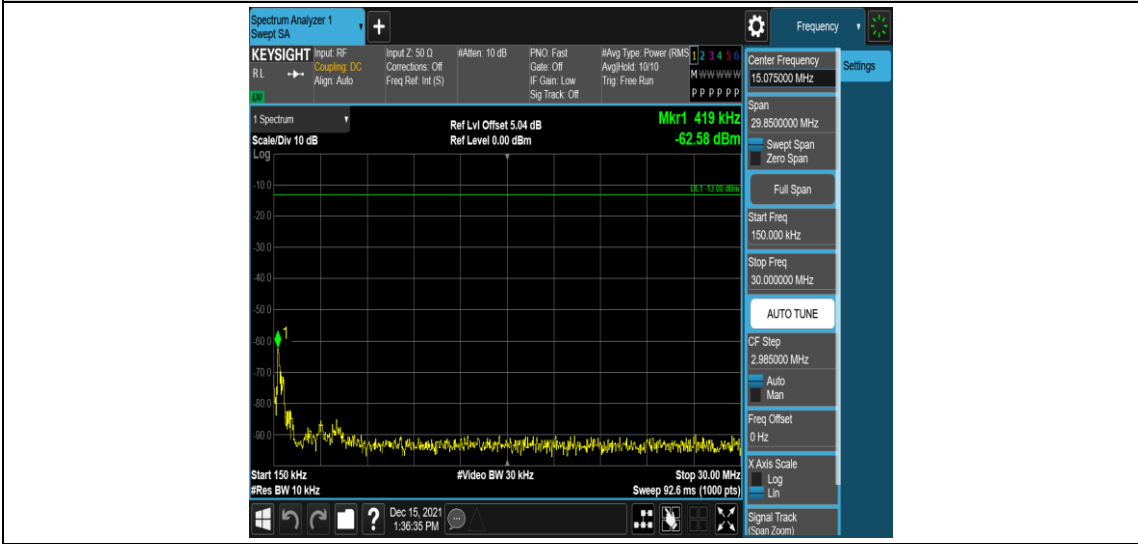 Spectrum Analyzer 1
Swept SA
+
Frequency
KEYSIGHT
RL
Input: RF
Coupling: DC
Align: Auto
Input Z: 50 Ω
Corrections: Off
Freq Ref: Int (S)
#Atten: 10 dB
PNO: Fast
Gate: Off
IF Gain: Low
Sig Track: Off
#Avg Type: Power (RMS
Avg|Hold: 10/10
Trig: Free Run
1 2 3 4 5 6
M W W W W W
P P P P P P
1 Spectrum
Scale/Div 10 dB
Log
Ref Lvl Offset 5.04 dB
Ref Level 0.00 dBm
Mkr1 419 kHz
-62.58 dBm
DL1 -13.00 dBm
-10.0
-20.0
-30.0
-40.0
-50.0
-60.0
-70.0
-80.0
-90.0
1
Start 150 kHz
#Res BW 10 kHz
#Video BW 30 kHz
Stop 30.00 MHz
Sweep 92.6 ms (1000 pts)
?
Dec 15, 2021
1:36:35 PM
Center Frequency
15.075000 MHz
Settings
Span
29.8500000 MHz
Swept Span
Zero Span
Full Span
Start Freq
150.000 kHz
Stop Freq
30.000000 MHz
AUTO TUNE
CF Step
2.985000 MHz
Auto
Man
Freq Offset
0 Hz
X Axis Scale
Log
Lin
Signal Track
(Span Zoom)